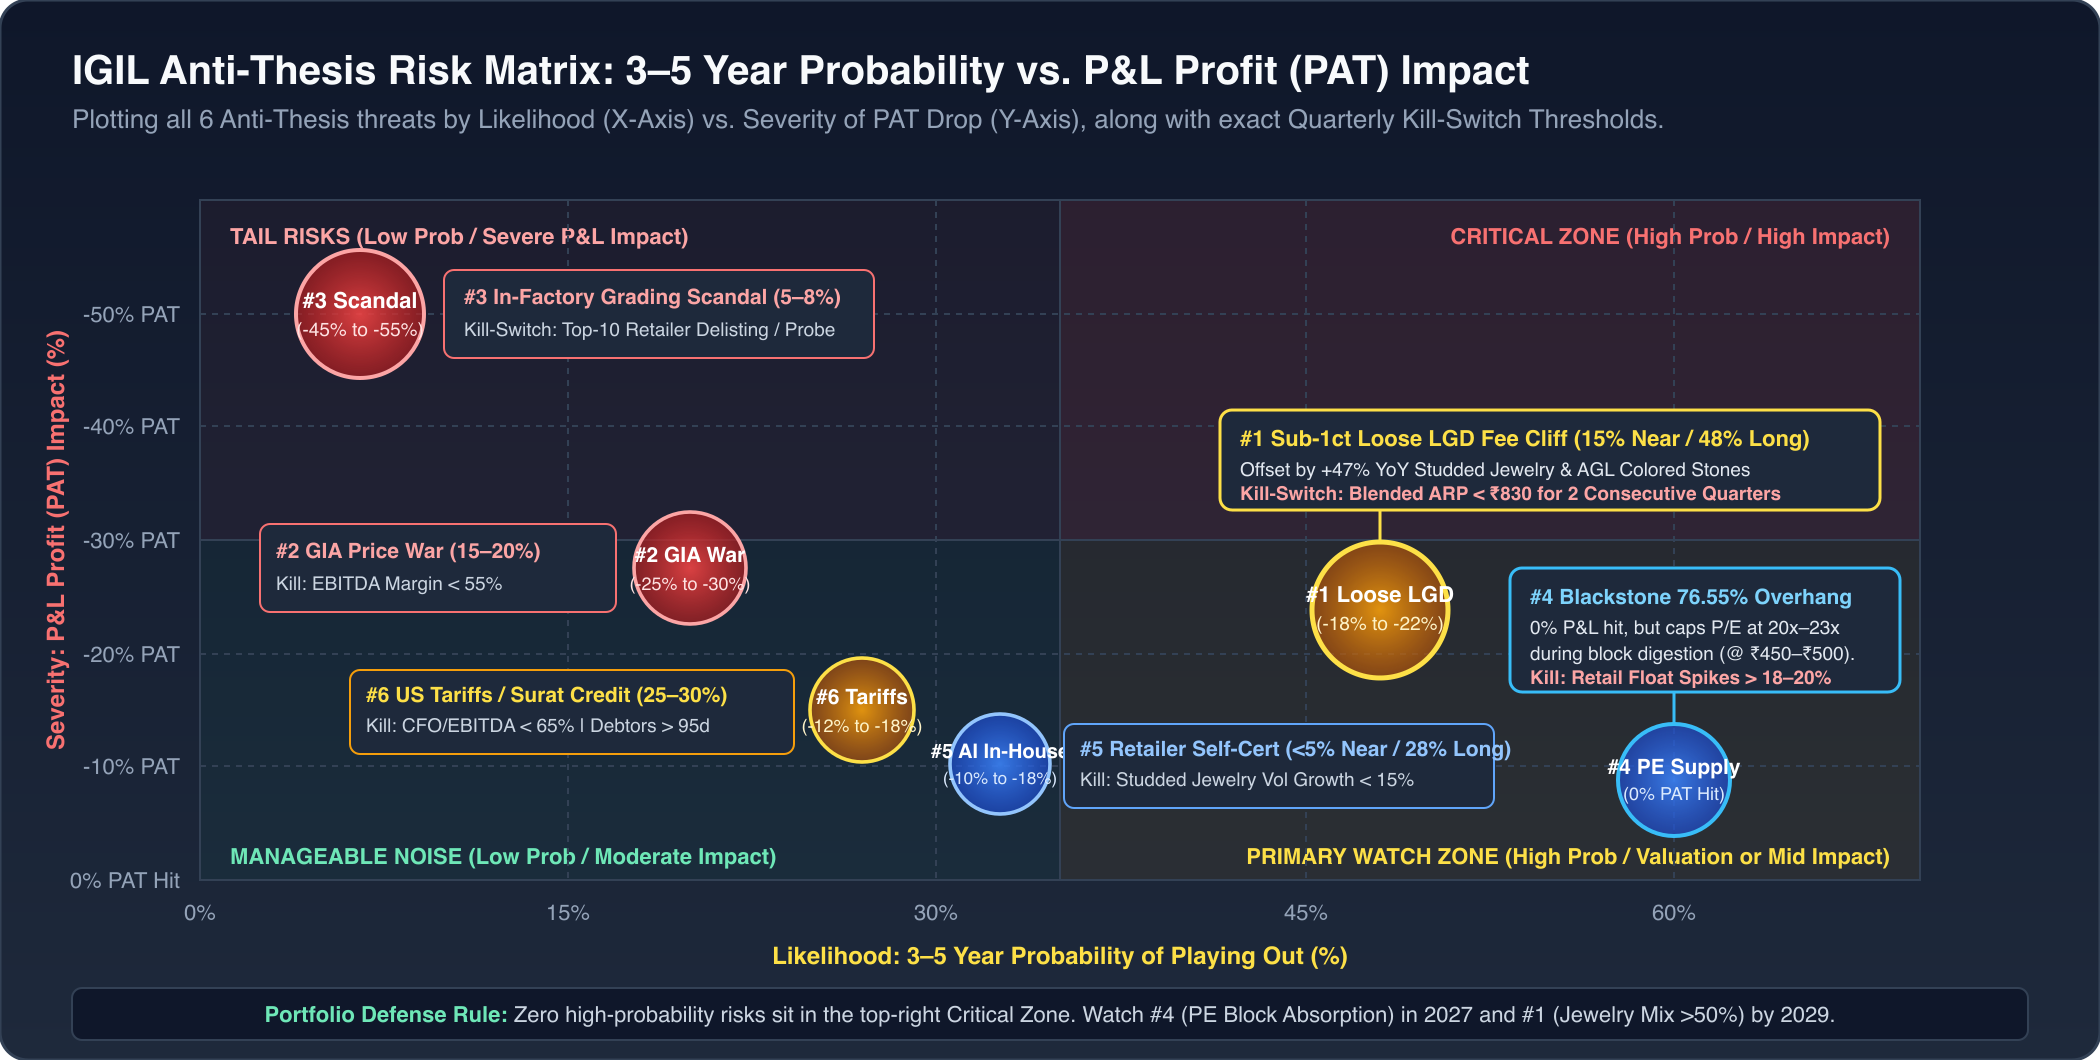 IGIL Anti-Thesis Risk Matrix: 3–5 Year Probability vs. P&L Profit (PAT) Impact
Plotting all 6 Anti-Thesis threats by Likelihood (X-Axis) vs. Severity of PAT Drop (Y-Axis), along with exact Quarterly Kill-Switch Thresholds.
TAIL RISKS (Low Prob / Severe P&L Impact)
CRITICAL ZONE (High Prob / High Impact)
#3 Scandal
(-45% to -55%)
#3 In-Factory Grading Scandal (5–8%)
Kill-Switch: Top-10 Retailer Delisting / Probe
#1 Sub-1ct Loose LGD Fee Cliff (15% Near / 48% Long)
Offset by +47% YoY Studded Jewelry & AGL Colored Stones
Kill-Switch: Blended ARP < ₹830 for 2 Consecutive Quarters
#2 GIA Price War (15–20%)
Kill: EBITDA Margin < 55%
#2 GIA War
(-25% to -30%)
#1 Loose LGD
(-18% to -22%)
#4 Blackstone 76.55% Overhang
0% P&L hit, but caps P/E at 20x–23x
during block digestion (@ ₹450–₹500).
Kill: Retail Float Spikes > 18–20%
#6 US Tariffs / Surat Credit (25–30%)
Kill: CFO/EBITDA < 65% | Debtors > 95d
#6 Tariffs
(-12% to -18%)
#5 AI In-House
(-10% to -18%)
#5 Retailer Self-Cert (<5% Near / 28% Long)
Kill: Studded Jewelry Vol Growth < 15%
#4 PE Supply
(0% PAT Hit)
MANAGEABLE NOISE (Low Prob / Moderate Impact)
PRIMARY WATCH ZONE (High Prob / Valuation or Mid Impact)
Severity: P&L Profit (PAT) Impact (%)
-50% PAT
-40% PAT
-30% PAT
-20% PAT
-10% PAT
0% PAT Hit
0%
15%
30%
45%
60%
Likelihood: 3–5 Year Probability of Playing Out (%)
Portfolio Defense Rule: Zero high-probability risks sit in the top-right Critical Zone. Watch #4 (PE Block Absorption) in 2027 and #1 (Jewelry Mix >50%) by 2029.